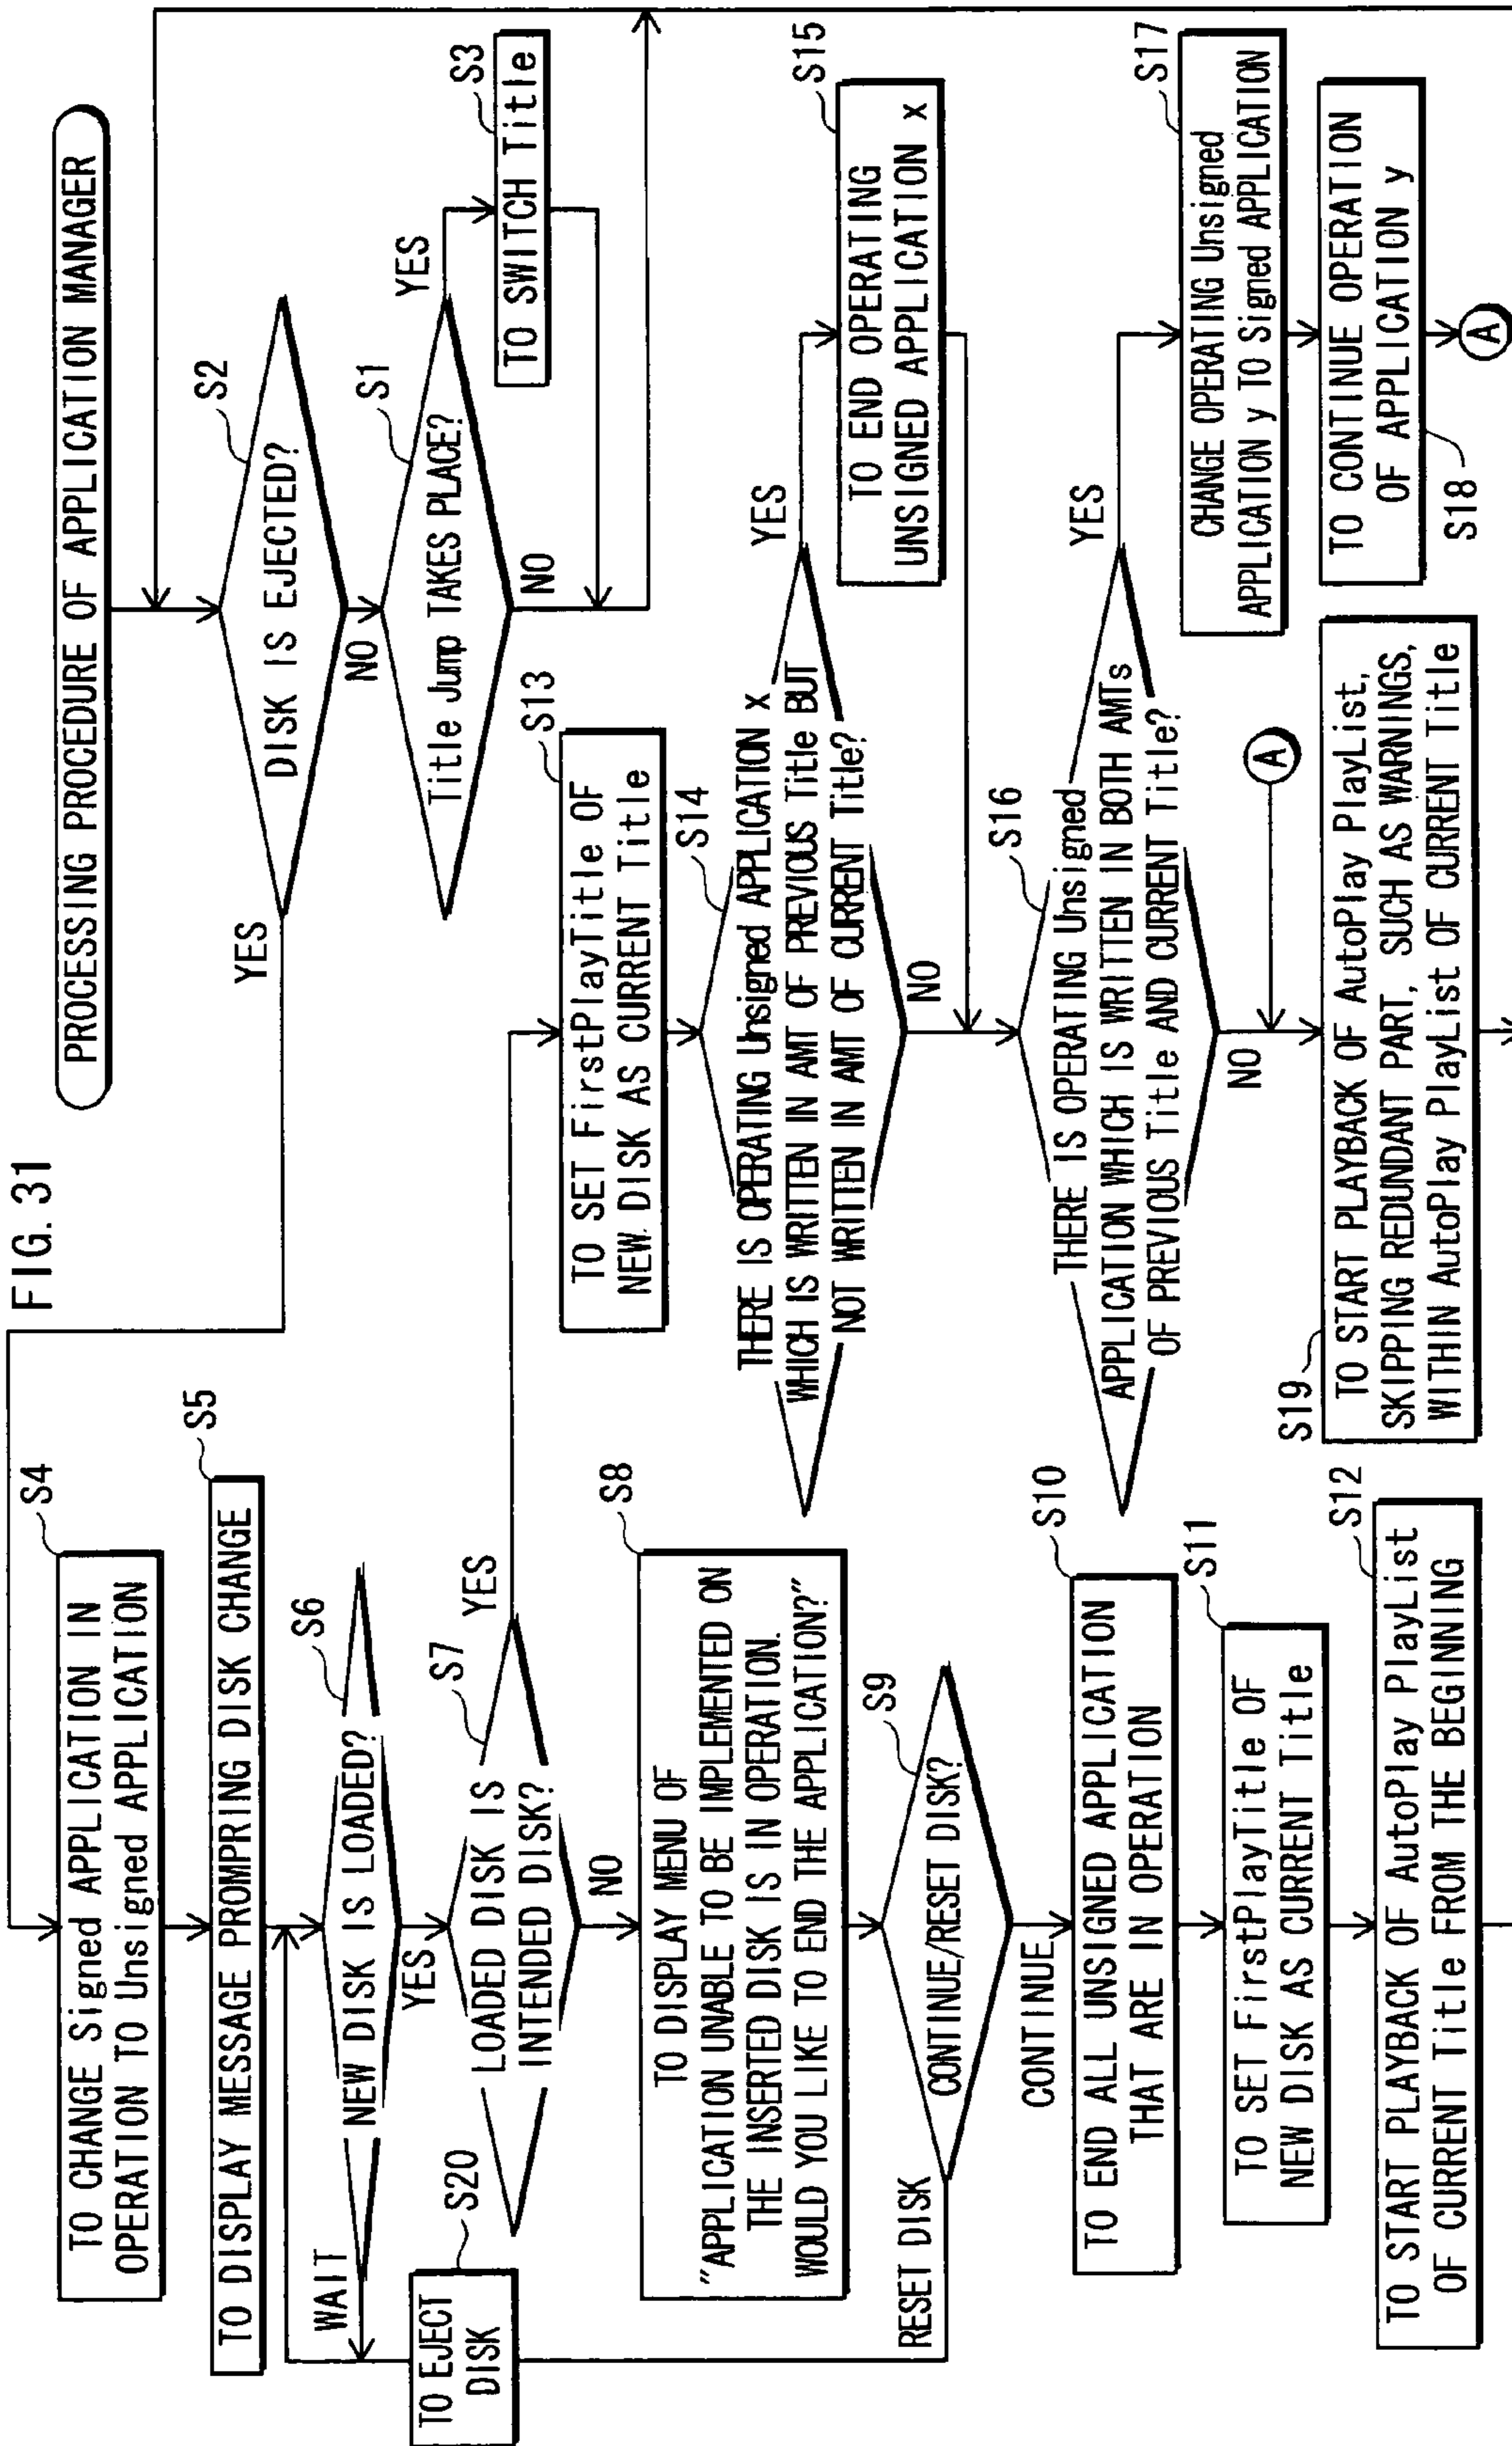 FIG. 31
PROCESSING PROCEDURE OF APPLICATION MANAGER
S2
DISK IS EJECTED?
YES
NO
S1
Title Jump TAKES PLACE?
YES
NO
S3
TO SWITCH Title
S4
TO CHANGE Signed APPLICATION IN
OPERATION TO Unsigned APPLICATION
S5
TO DISPLAY MESSAGE PROMPRING DISK CHANGE
S6
NEW DISK IS LOADED?
WAIT
YES
S7
LOADED DISK IS
INTENDED DISK?
YES
NO
S20
TO EJECT
DISK
S8
TO DISPLAY MENU OF
"APPLICATION UNABLE TO BE IMPLEMENTED ON
THE INSERTED DISK IS IN OPERATION.
WOULD YOU LIKE TO END THE APPLICATION?"
S9
CONTINUE/RESET DISK?
RESET DISK
CONTINUE
S10
TO END ALL UNSIGNED APPLICATION
THAT ARE IN OPERATION
S11
TO SET FirstPlayTitle OF
NEW DISK AS CURRENT Title
S12
TO START PLAYBACK OF AutoPlay PlayList
OF CURRENT Title FROM THE BEGINNING
S13
TO SET FirstPlayTitle OF
NEW DISK AS CURRENT Title
S14
THERE IS OPERATING Unsigned APPLICATION x
WHICH IS WRITTEN IN AMT OF PREVIOUS Title BUT
NOT WRITTEN IN AMT OF CURRENT Title?
YES
NO
S15
TO END OPERATING
UNSIGNED APPLICATION x
S16
THERE IS OPERATING Unsigned
APPLICATION WHICH IS WRITTEN IN BOTH AMTs
OF PREVIOUS Title AND CURRENT Title?
YES
NO
S17
CHANGE OPERATING Unsigned
APPLICATION y TO Signed APPLICATION
TO CONTINUE OPERATION
OF APPLICATION y
S18
A
A
S19
TO START PLAYBACK OF AutoPlay PlayList,
SKIPPING REDUNDANT PART, SUCH AS WARNINGS,
WITHIN AutoPlay PlayList OF CURRENT Title